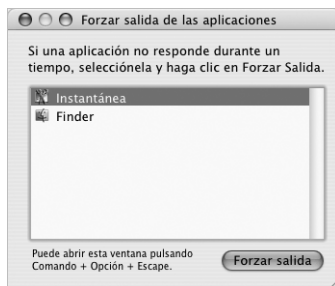 Forzar salida de las aplicaciones
Si una aplicación no responde durante un
tiempo, selecciónela y haga clic en Forzar Salida.
Instantánea
Finder
Puede abrir esta ventana pulsando
Comando + Opción + Escape.
Forzar salida